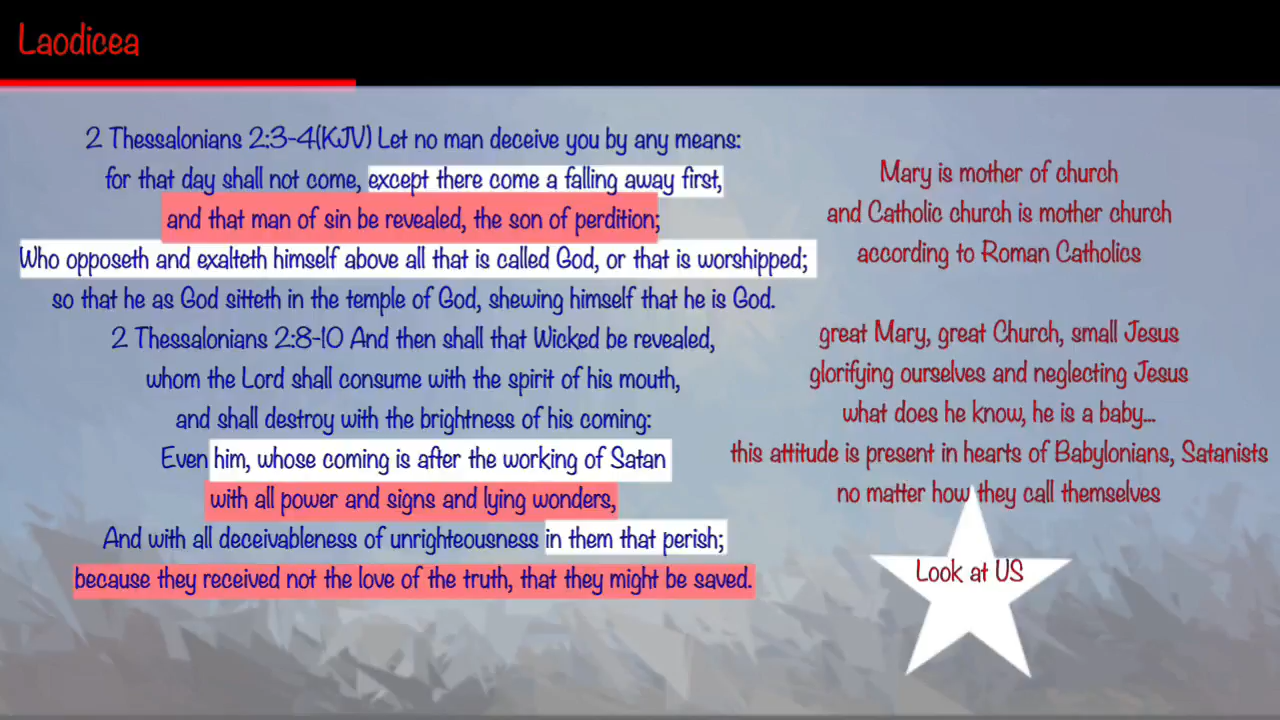 Laodicea
2 Thessalonians 2:3-4(KJV) Let no man deceive you by any means:
for that day shall not come, except there come a falling away first,
and that man of sin be revealed, the son of perdition;
Who opposeth and exalteth himself above all that is called God, or that is worshipped;
so that he as God sitteth in the temple of God, shewing himself that he is God.
2 Thessalonians 2:8-10 And then shall that Wicked be revealed,
whom the Lord shall consume with the spirit of his mouth,
and shall destroy with the brightness of his coming:
Even him, whose coming is after the working of Satan
with all power and signs and lying wonders,
And with all deceivableness of unrighteousness in them that perish;
because they received not the love of the truth, that they might be saved.
Mary is mother of church
and Catholic church is mother church
according to Roman Catholics
great Mary, great Church, small Jesus
glorifying ourselves and neglecting Jesus
what does he know, he is a baby...
this attitude is present in hearts of Babylonians, Satanists
no matter how they call themselves
Look at US